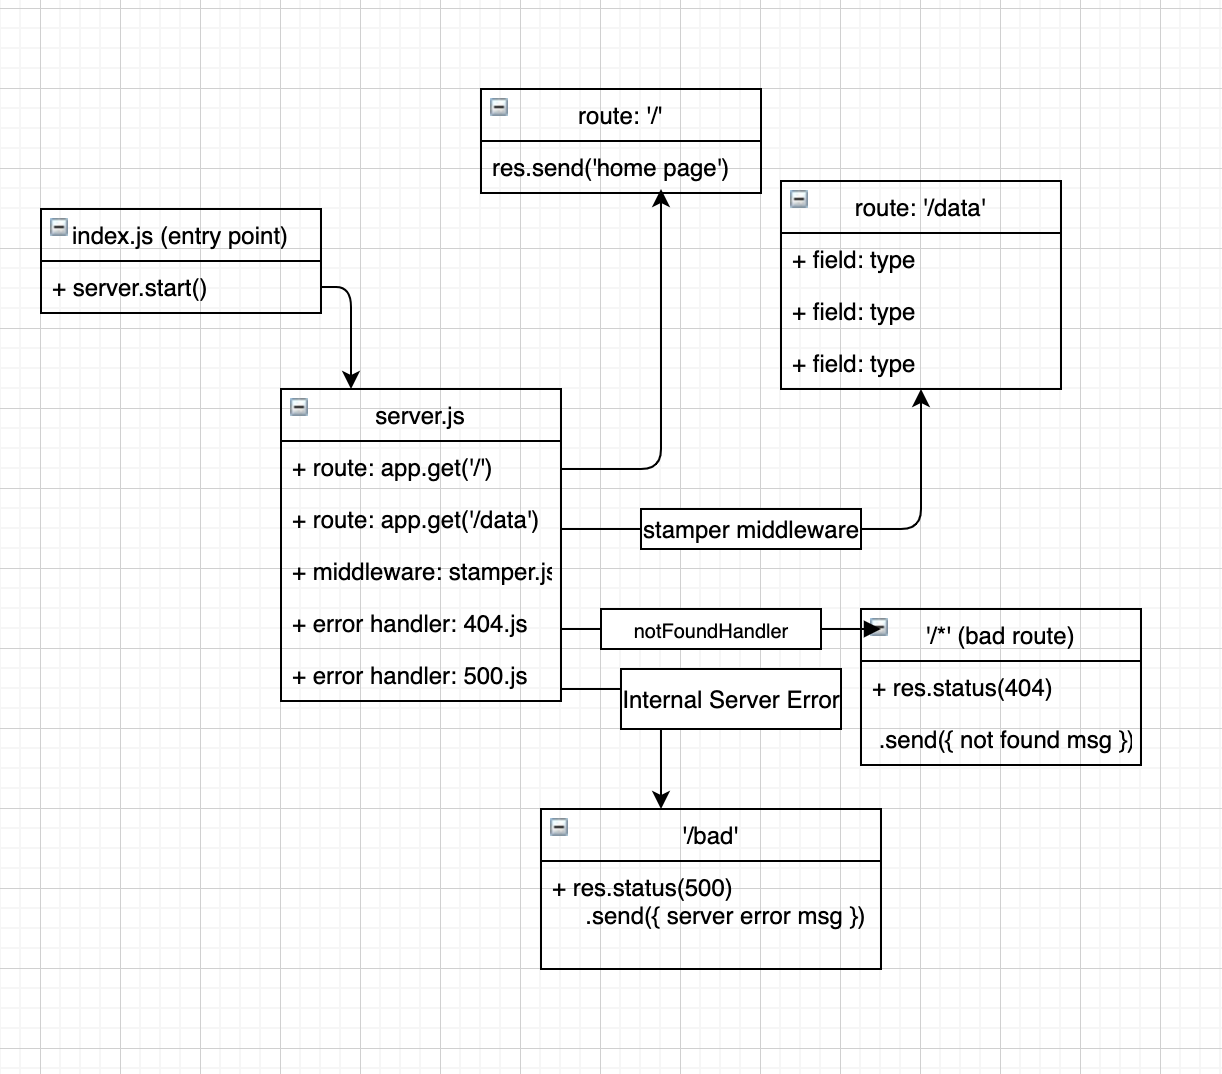 route: '/'
res.send('home page')
route: '/data'
+ field: type
+ field: type
+ field: type
index.js (entry point)
+ server.start()
server.js
+ route: app.get('/')
+ route: app.get('/data')
+ middleware: stamper.js
+ error handler: 404.js
+ error handler: 500.js
stamper middleware
notFoundHandler
Internal Server Error
'/*' (bad route)
+ res.status(404)
.send({ not found msg })
'/bad'
+ res.status(500)
.send({ server error msg })